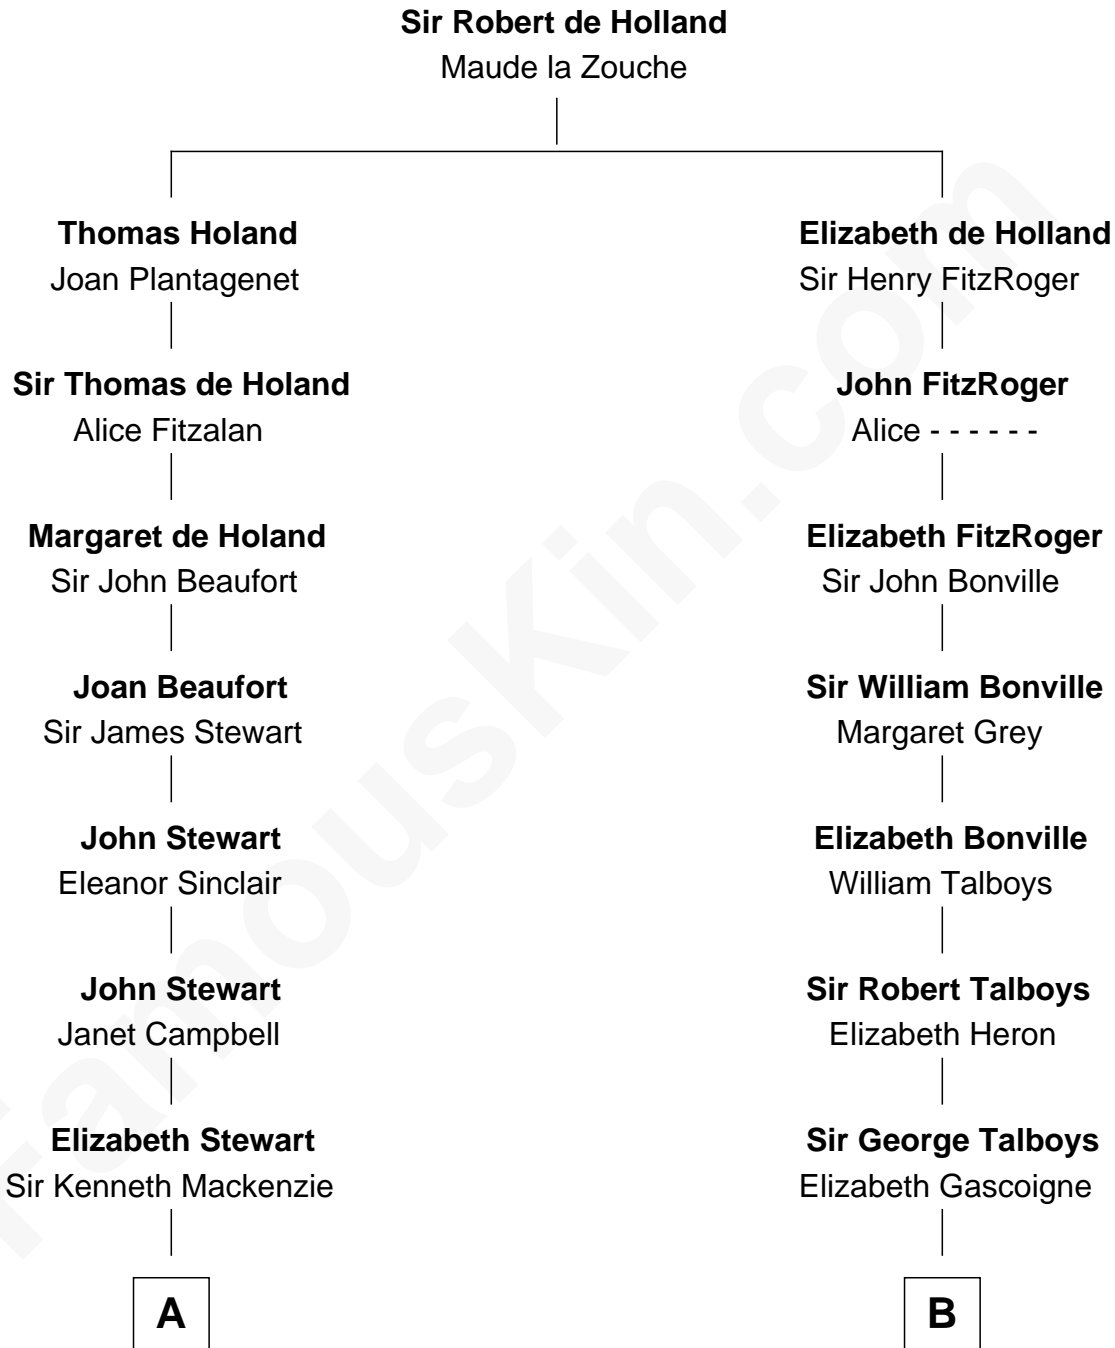 Sir Robert de Holland
Maude la Zouche
Thomas Holand
Joan Plantagenet
Sir Thomas de Holand
Alice Fitzalan
Margaret de Holand
Sir John Beaufort
Joan Beaufort
Sir James Stewart
John Stewart
Eleanor Sinclair
John Stewart
Janet Campbell
Elizabeth Stewart
Sir Kenneth Mackenzie
A
Elizabeth de Holland
Sir Henry FitzRoger
John FitzRoger
Alice - - - - - -
Elizabeth FitzRoger
Sir John Bonville
Sir William Bonville
Margaret Grey
Elizabeth Bonville
William Talboys
Sir Robert Talboys
Elizabeth Heron
Sir George Talboys
Elizabeth Gascoigne
B
FamousKin.com